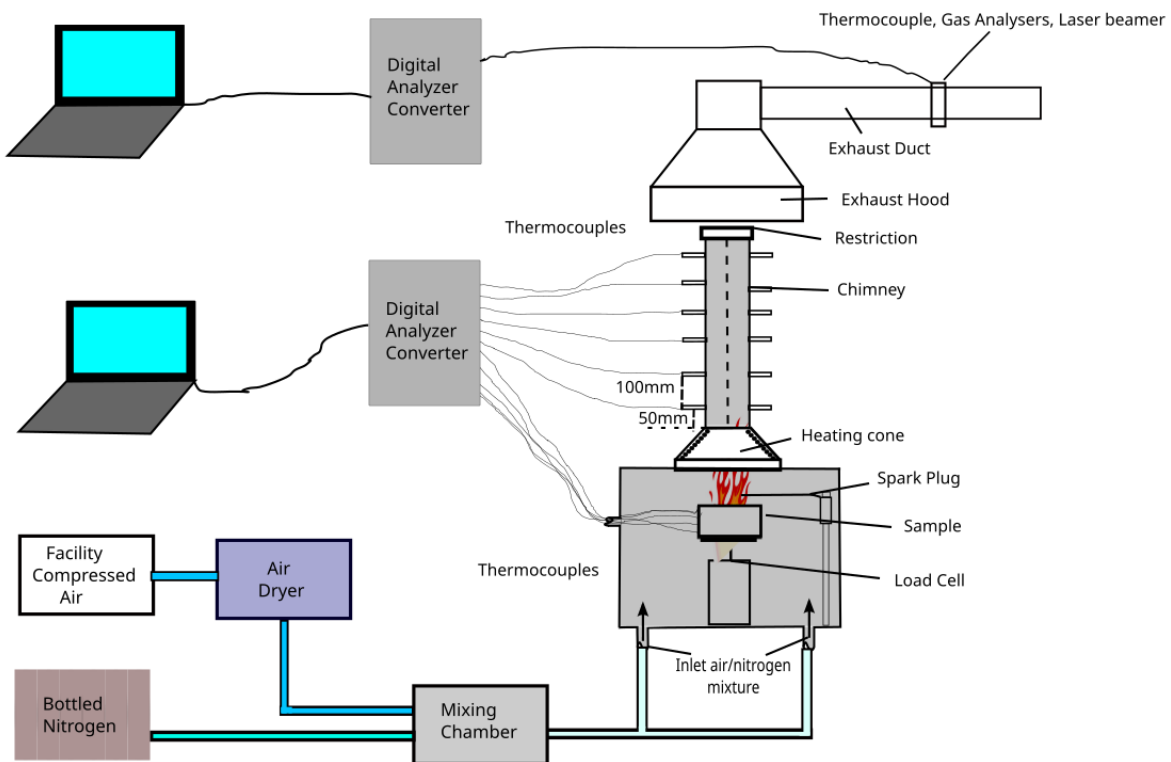 Thermocouple, Gas Analysers, Laser beamer
Digital
Analyzer
Converter
Exhaust Duct
Exhaust Hood
Thermocouples
Restriction
Chimney
Digital
Analyzer
Converter
100mm
50mm
Heating cone
Spark Plug
Sample
Thermocouples
Load Cell
Facility
Compressed
Air
Air
Dryer
Inlet air/nitrogen
mixture
Bottled
Nitrogen
Mixing
Chamber